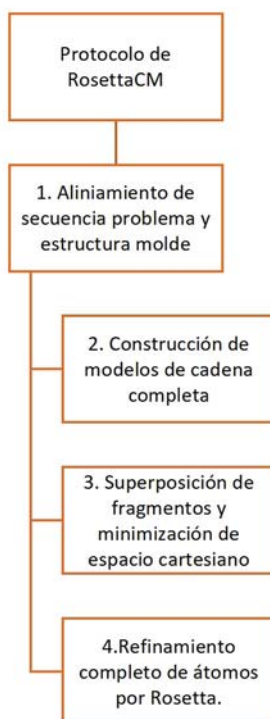 Protocolo de
RosettaCM
1. Aliniamiento de
secuencia problema y
estructura molde
2. Construcción de
modelos de cadena
completa
3. Superposición de
fragmentos y
minimización de
espacio cartesiano
4.Refinamiento
completo de átomos
por Rosetta.